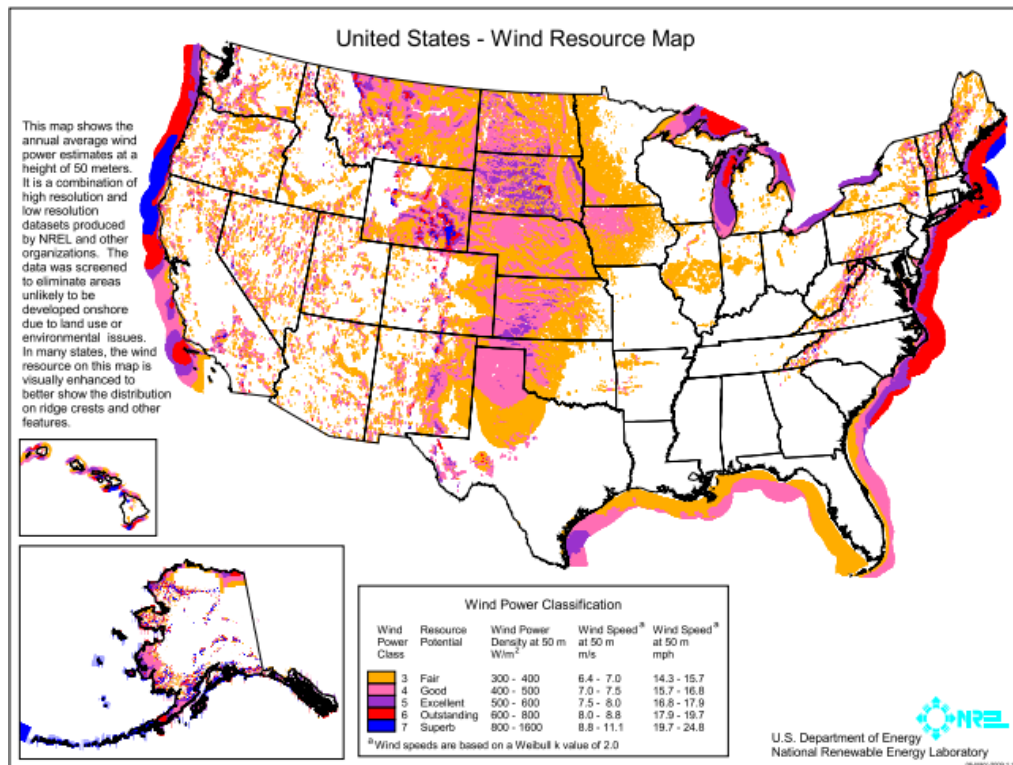 United States - Wind Resource Map
This map shows the
annual average wind
power estimates at a
height of 50 meters.
It is a combination of
high resolution and
low resolution
datasets produced
by NREL and other
organizations. The
data was screened
to eliminate areas
unlikely to be
developed onshore
due to land use or
environmental issues.
In many states, the wind
resource on this map is
visually enhanced to
better show the distribution
on ridge crests and other
features.
Wind Power Classification
Wind Power Class
Resource Potential
Wind Power Density at 50 m W/m²
Wind Speedᵃ at 50 m m/s
Wind Speedᵃ at 50 m mph
3 Fair 300 - 400 6.4 - 7.0 14.3 - 15.7
4 Good 400 - 500 7.0 - 7.5 15.7 - 16.8
5 Excellent 500 - 600 7.5 - 8.0 16.8 - 17.9
6 Outstanding 600 - 800 8.0 - 8.8 17.9 - 19.7
7 Superb 800 - 1600 8.8 - 11.1 19.7 - 24.8
ᵃWind speeds are based on a Weibull k value of 2.0
NREL
U.S. Department of Energy
National Renewable Energy Laboratory